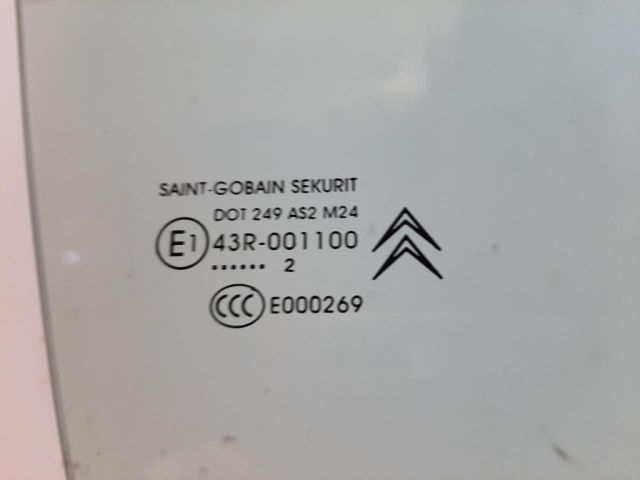 SAINT-GOBAIN SEKURIT
DOT 249 AS2 M24
E1 43R-001100
...... 2
CCC E000269